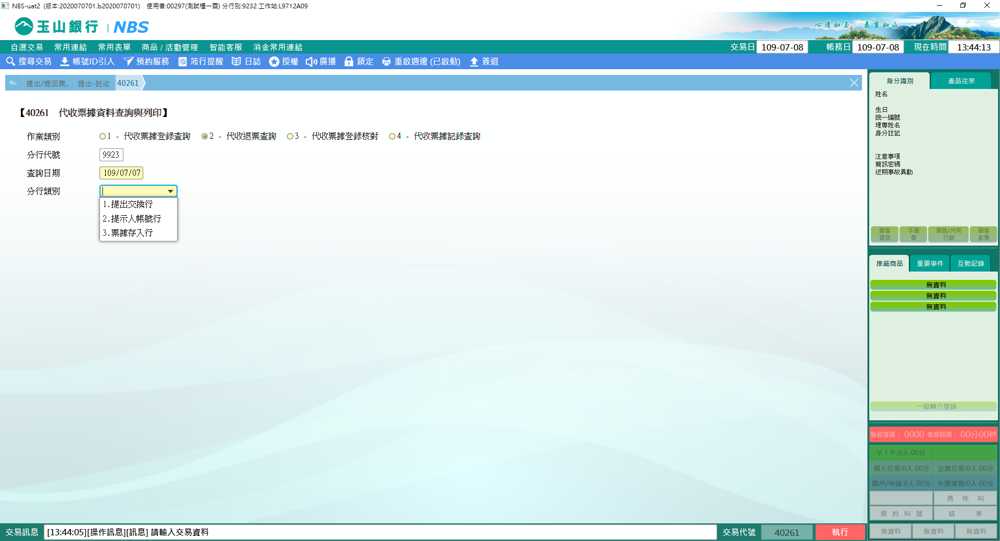 NBS-uat2 (版本:2020070701.b2020070701) 使用者:00297(測試櫃一酉) 分行別:9232 工作站:L9712A09
玉山銀行 | NBS
心清如玉。義重如山。
自選交易 常用連結 常用表單 商品 / 活動管理 智能客服 消金常用連結
交易日 109-07-08 帳務日 109-07-08 現在時間 13:44:13
搜尋交易 帳號ID引入 預約服務 蒞行提醒 日誌 授權 廣播 鎖定 重啟週邊 (已啟動) 簽退
提出/提回票.. 提出-託收 40261
【40261 代收票據資料查詢與列印】
作業類別 1 - 代收票據登錄查詢 2 - 代收退票查詢 3 - 代收票據登錄核對 4 - 代收票據記錄查詢
分行代號 9923
查詢日期 109/07/07
分行類別
1.提出交換行
2.提示人帳號行
3.票據存入行
身分識別 產品往來
姓名
生日
統一編號
理專姓名
身分註記
注意事項
簡訊密碼
近期事故異動
顧客資訊 手續費 通路/共同行銷 顧客影像
推薦商品 重要事件 互動記錄
無資料
無資料
無資料
一般轉介登錄
服務號碼： 0000 等候時間： 00分00秒
ＶＩＰ:0人 00分
個人交易:0人 00分 企業交易:0人 00分
開戶/申請:0人 00分 外匯業務:0人 00分
再 呼 叫
預 約 叫 號 結 束
無資料 無資料 無資料
交易訊息 [13:44:05][操作訊息][訊息] 請輸入交易資料 交易代號 40261 執行